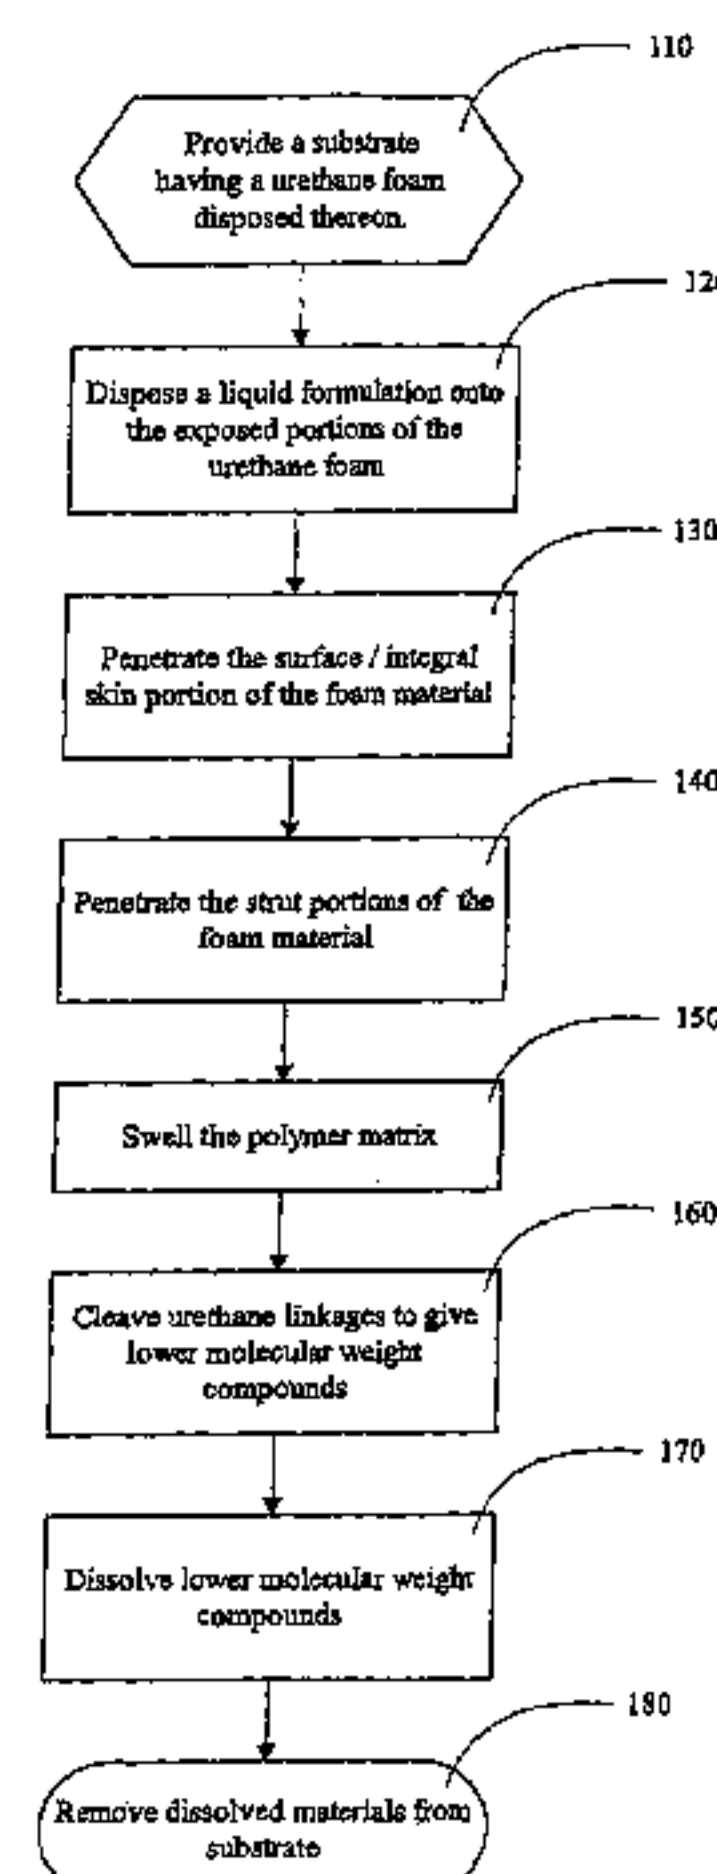 110
Provide a substrate
having a urethane foam
disposed thereon.
120
Dispose a liquid formulation onto
the exposed portions of the
urethane foam
130
Penetrate the surface / integral
skin portion of the foam material
140
Penetrate the strut portions of the
foam material
150
Swell the polymer matrix
160
Cleave urethane linkages to give
lower molecular weight
compounds
170
Dissolve lower molecular weight
compounds
180
Remove dissolved materials from
substrate